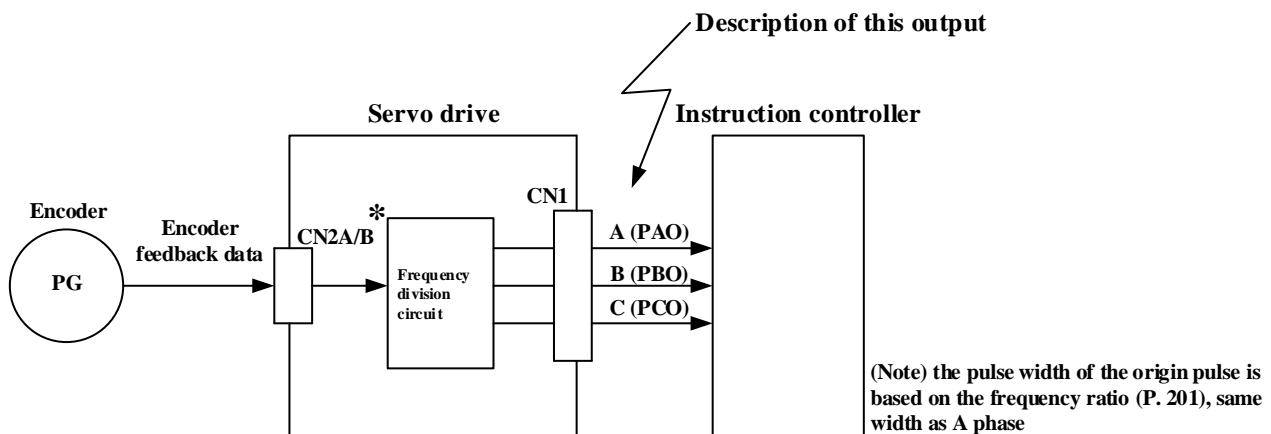 Description of this output
Servo drive
Instruction controller
CN1
Encoder
Encoder
feedback data
CN2A/B
*
PG
Frequency
division
circuit
A (PAO)
B (PBO)
C (PCO)
(Note) the pulse width of the origin pulse is
based on the frequency ratio (P. 201), same
width as A phase